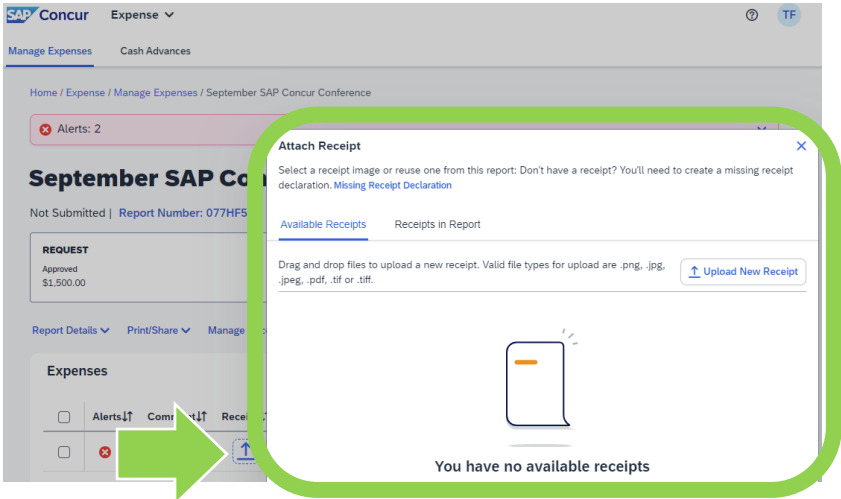 SAP Concur Expense TF
Manage Expenses Cash Advances
Home / Expense / Manage Expenses / September SAP Concur Conference
Alerts: 2
Attach Receipt
Select a receipt image or reuse one from this report: Don't have a receipt? You'll need to create a missing receipt
declaration. Missing Receipt Declaration
September SAP
Not Submitted | Report Number: 077HF5
Available Receipts Receipts in Report
REQUEST
Approved
$1,500.00
Drag and drop files to upload a new receipt. Valid file types for upload are .png, .jpg,
.jpeg, .pdf, .tif or .tiff.
Upload New Receipt
Report Details Print/Share Manage
Expenses
Alerts
You have no available receipts